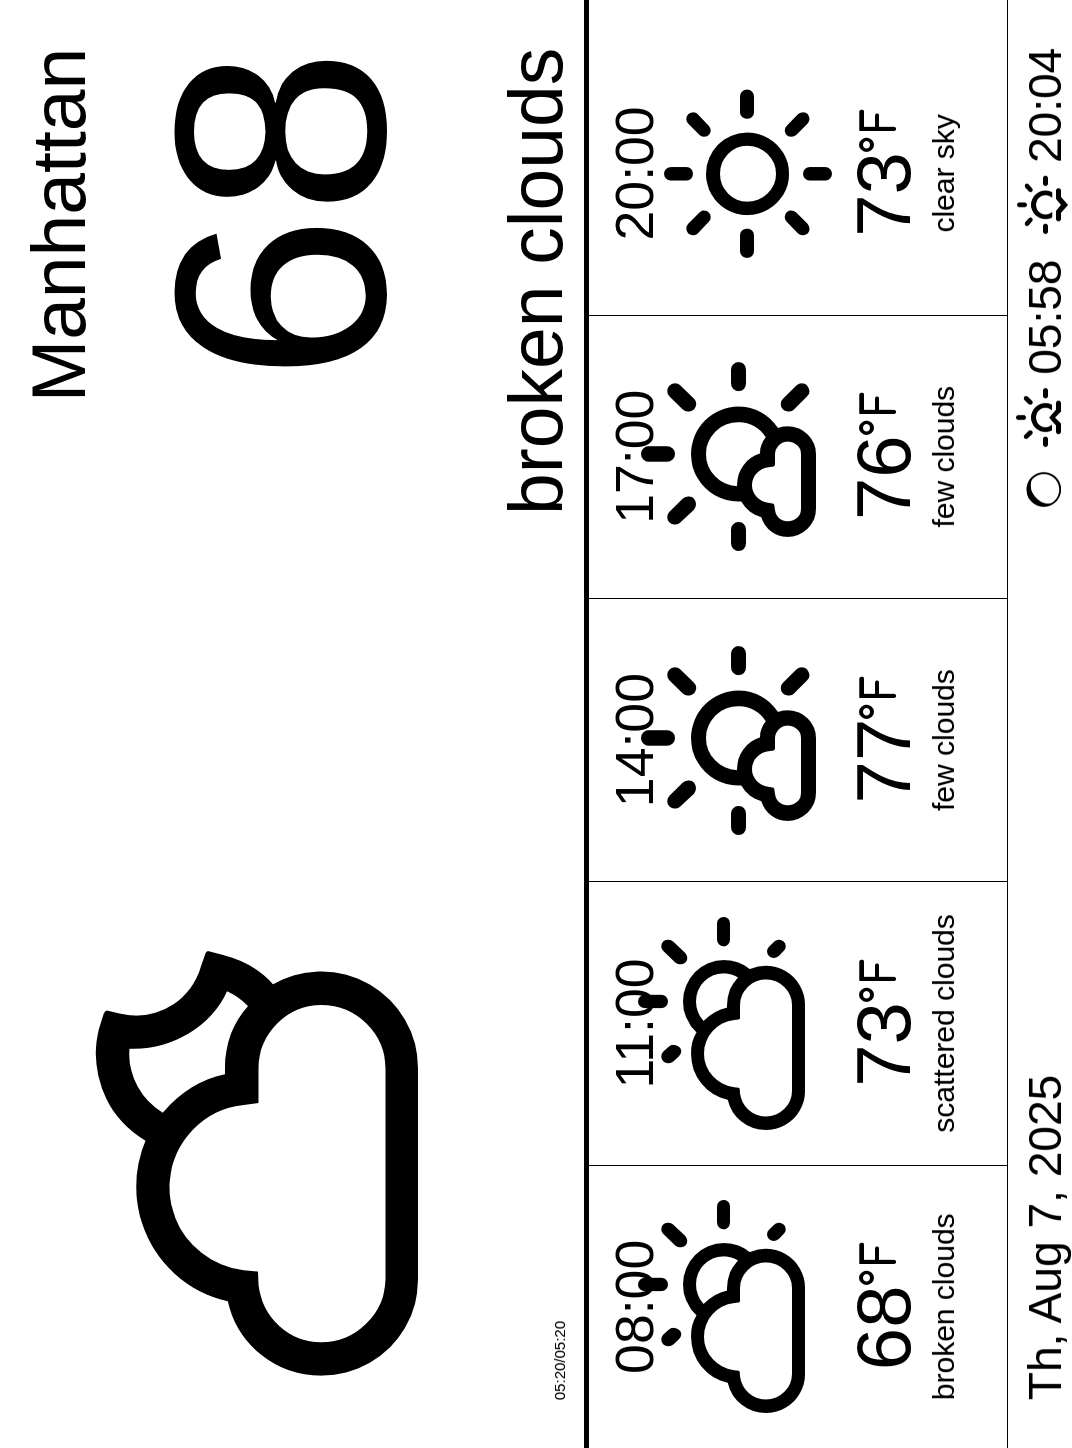 Manhattan
68
broken clouds
05:20/05:20
08:00
68°F
broken clouds
11:00
73°F
scattered clouds
14:00
77°F
few clouds
17:00
76°F
few clouds
20:00
73°F
clear sky
Th, Aug 7, 2025
05:58
20:04